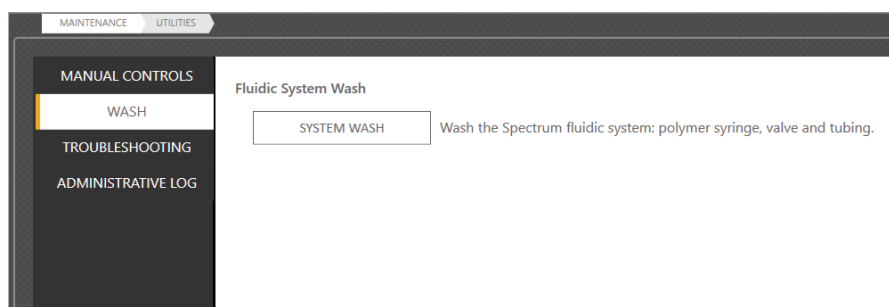 MAINTENANCE UTILITIES
MANUAL CONTROLS
WASH
TROUBLESHOOTING
ADMINISTRATIVE LOG
Fluidic System Wash
SYSTEM WASH Wash the Spectrum fluidic system: polymer syringe, valve and tubing.